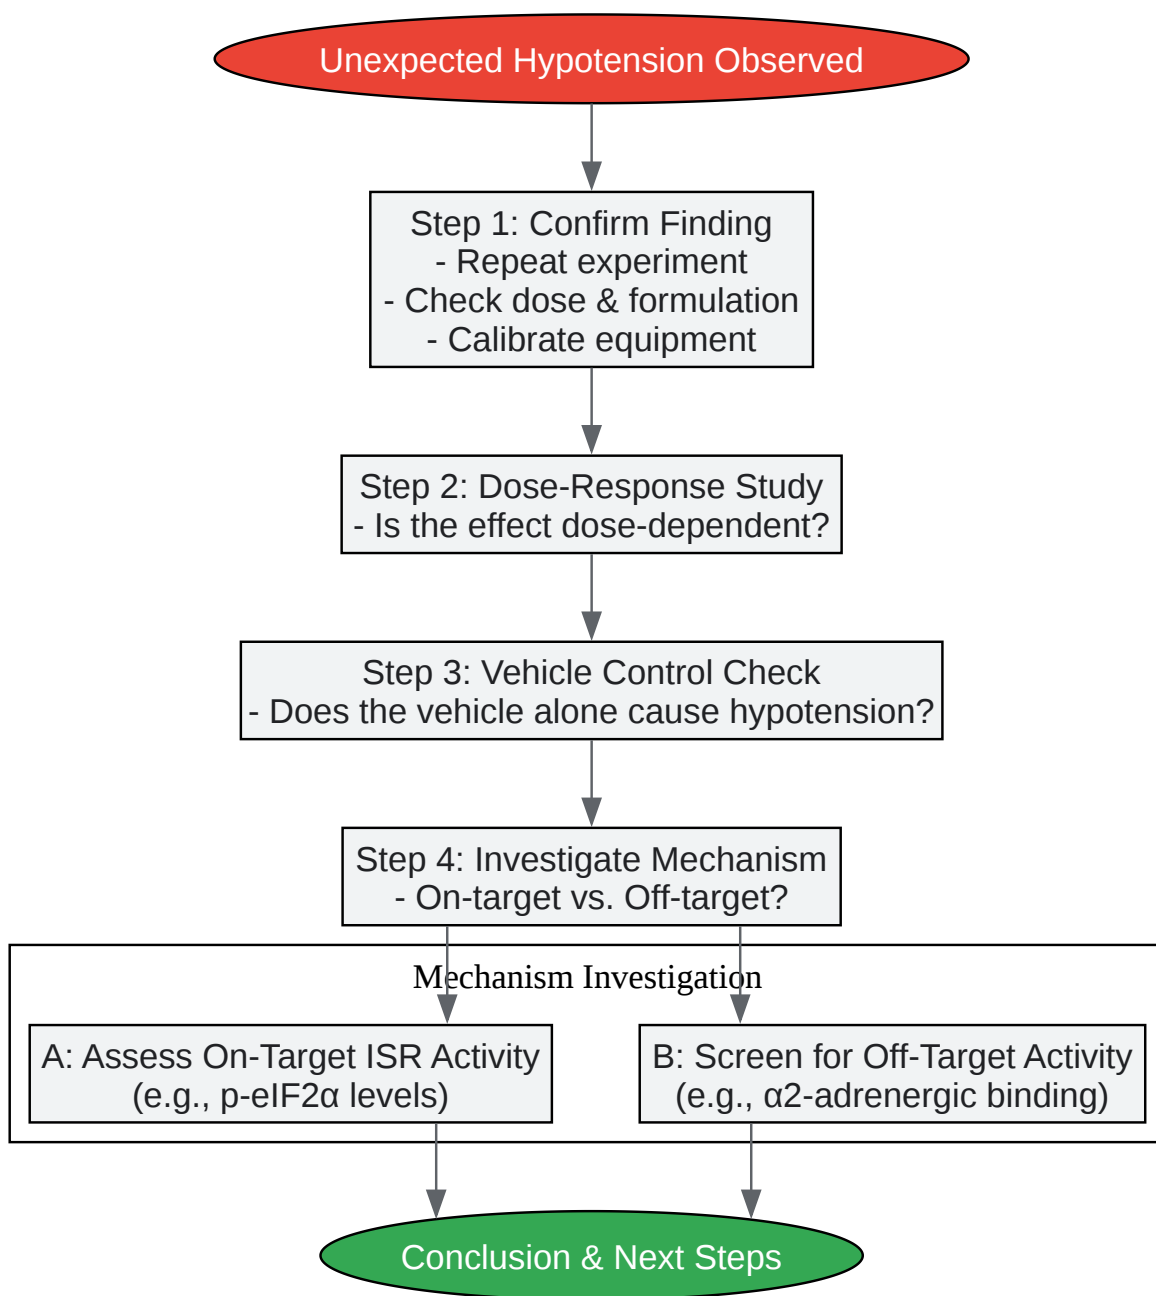 Unexpected Hypotension Observed
Step 1: Confirm Finding
- Repeat experiment
- Check dose & formulation
- Calibrate equipment
Step 2: Dose-Response Study
- Is the effect dose-dependent?
Step 3: Vehicle Control Check
- Does the vehicle alone cause hypotension?
Step 4: Investigate Mechanism
- On-target vs. Off-target?
Mechanism Investigation
A: Assess On-Target ISR Activity
(e.g., p-eIF2α levels)
B: Screen for Off-Target Activity
(e.g., α2-adrenergic binding)
Conclusion & Next Steps